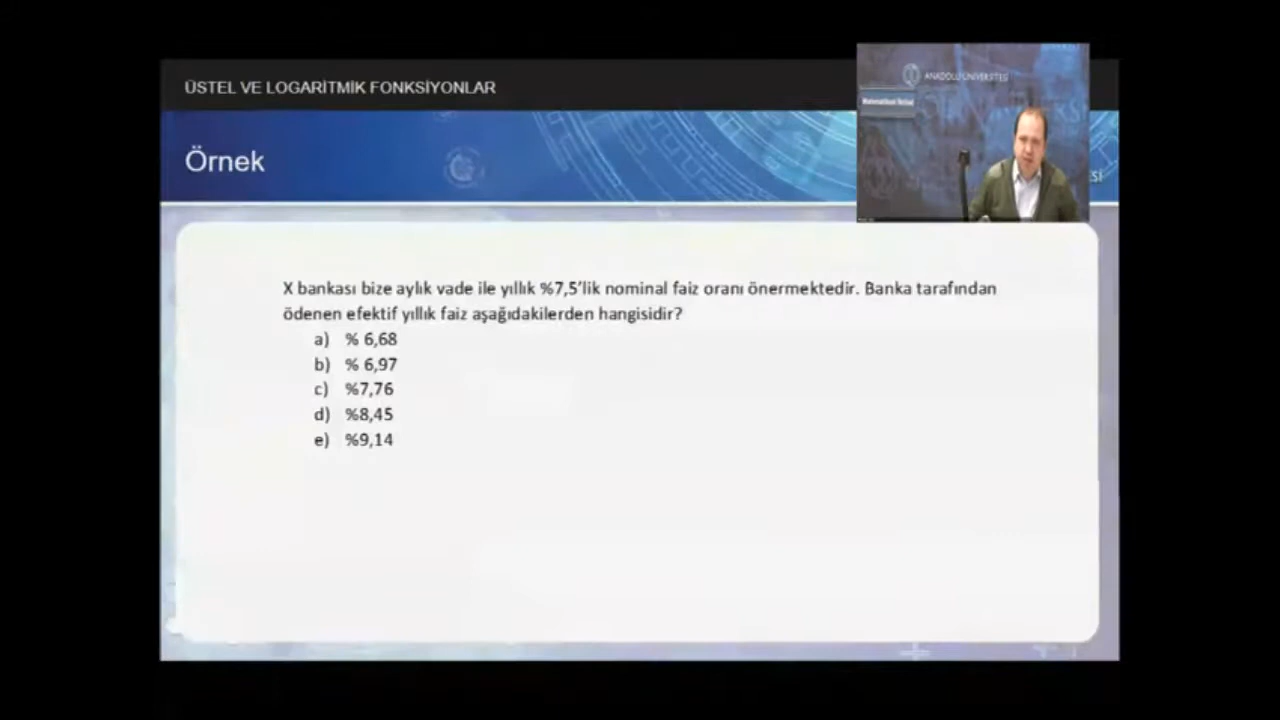 ÜSTEL VE LOGARİTMİK FONKSİYONLAR
ANADOLU ÜNİVERSİTESİ
Örnek
X bankası bize aylık vade ile yıllık %7,5’lik nominal faiz oranı önermektedir. Banka tarafından
ödenen efektif yıllık faiz aşağıdakilerden hangisidir?
a) % 6,68
b) % 6,97
c) %7,76
d) %8,45
e) %9,14